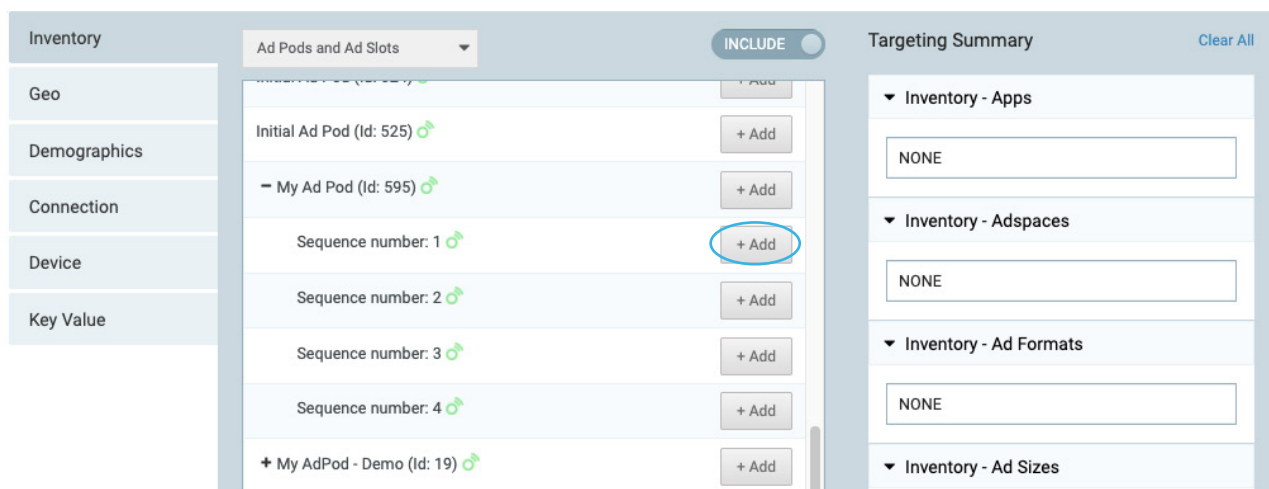 Inventory
Geo
Demographics
Connection
Device
Key Value
Ad Pods and Ad Slots
INCLUDE
+ Add
Initial Ad Pod (Id: 525)
+ Add
− My Ad Pod (Id: 595)
+ Add
Sequence number: 1
+ Add
Sequence number: 2
+ Add
Sequence number: 3
+ Add
Sequence number: 4
+ Add
+ My AdPod - Demo (Id: 19)
+ Add
Targeting Summary
Clear All
Inventory - Apps
NONE
Inventory - Adspaces
NONE
Inventory - Ad Formats
NONE
Inventory - Ad Sizes